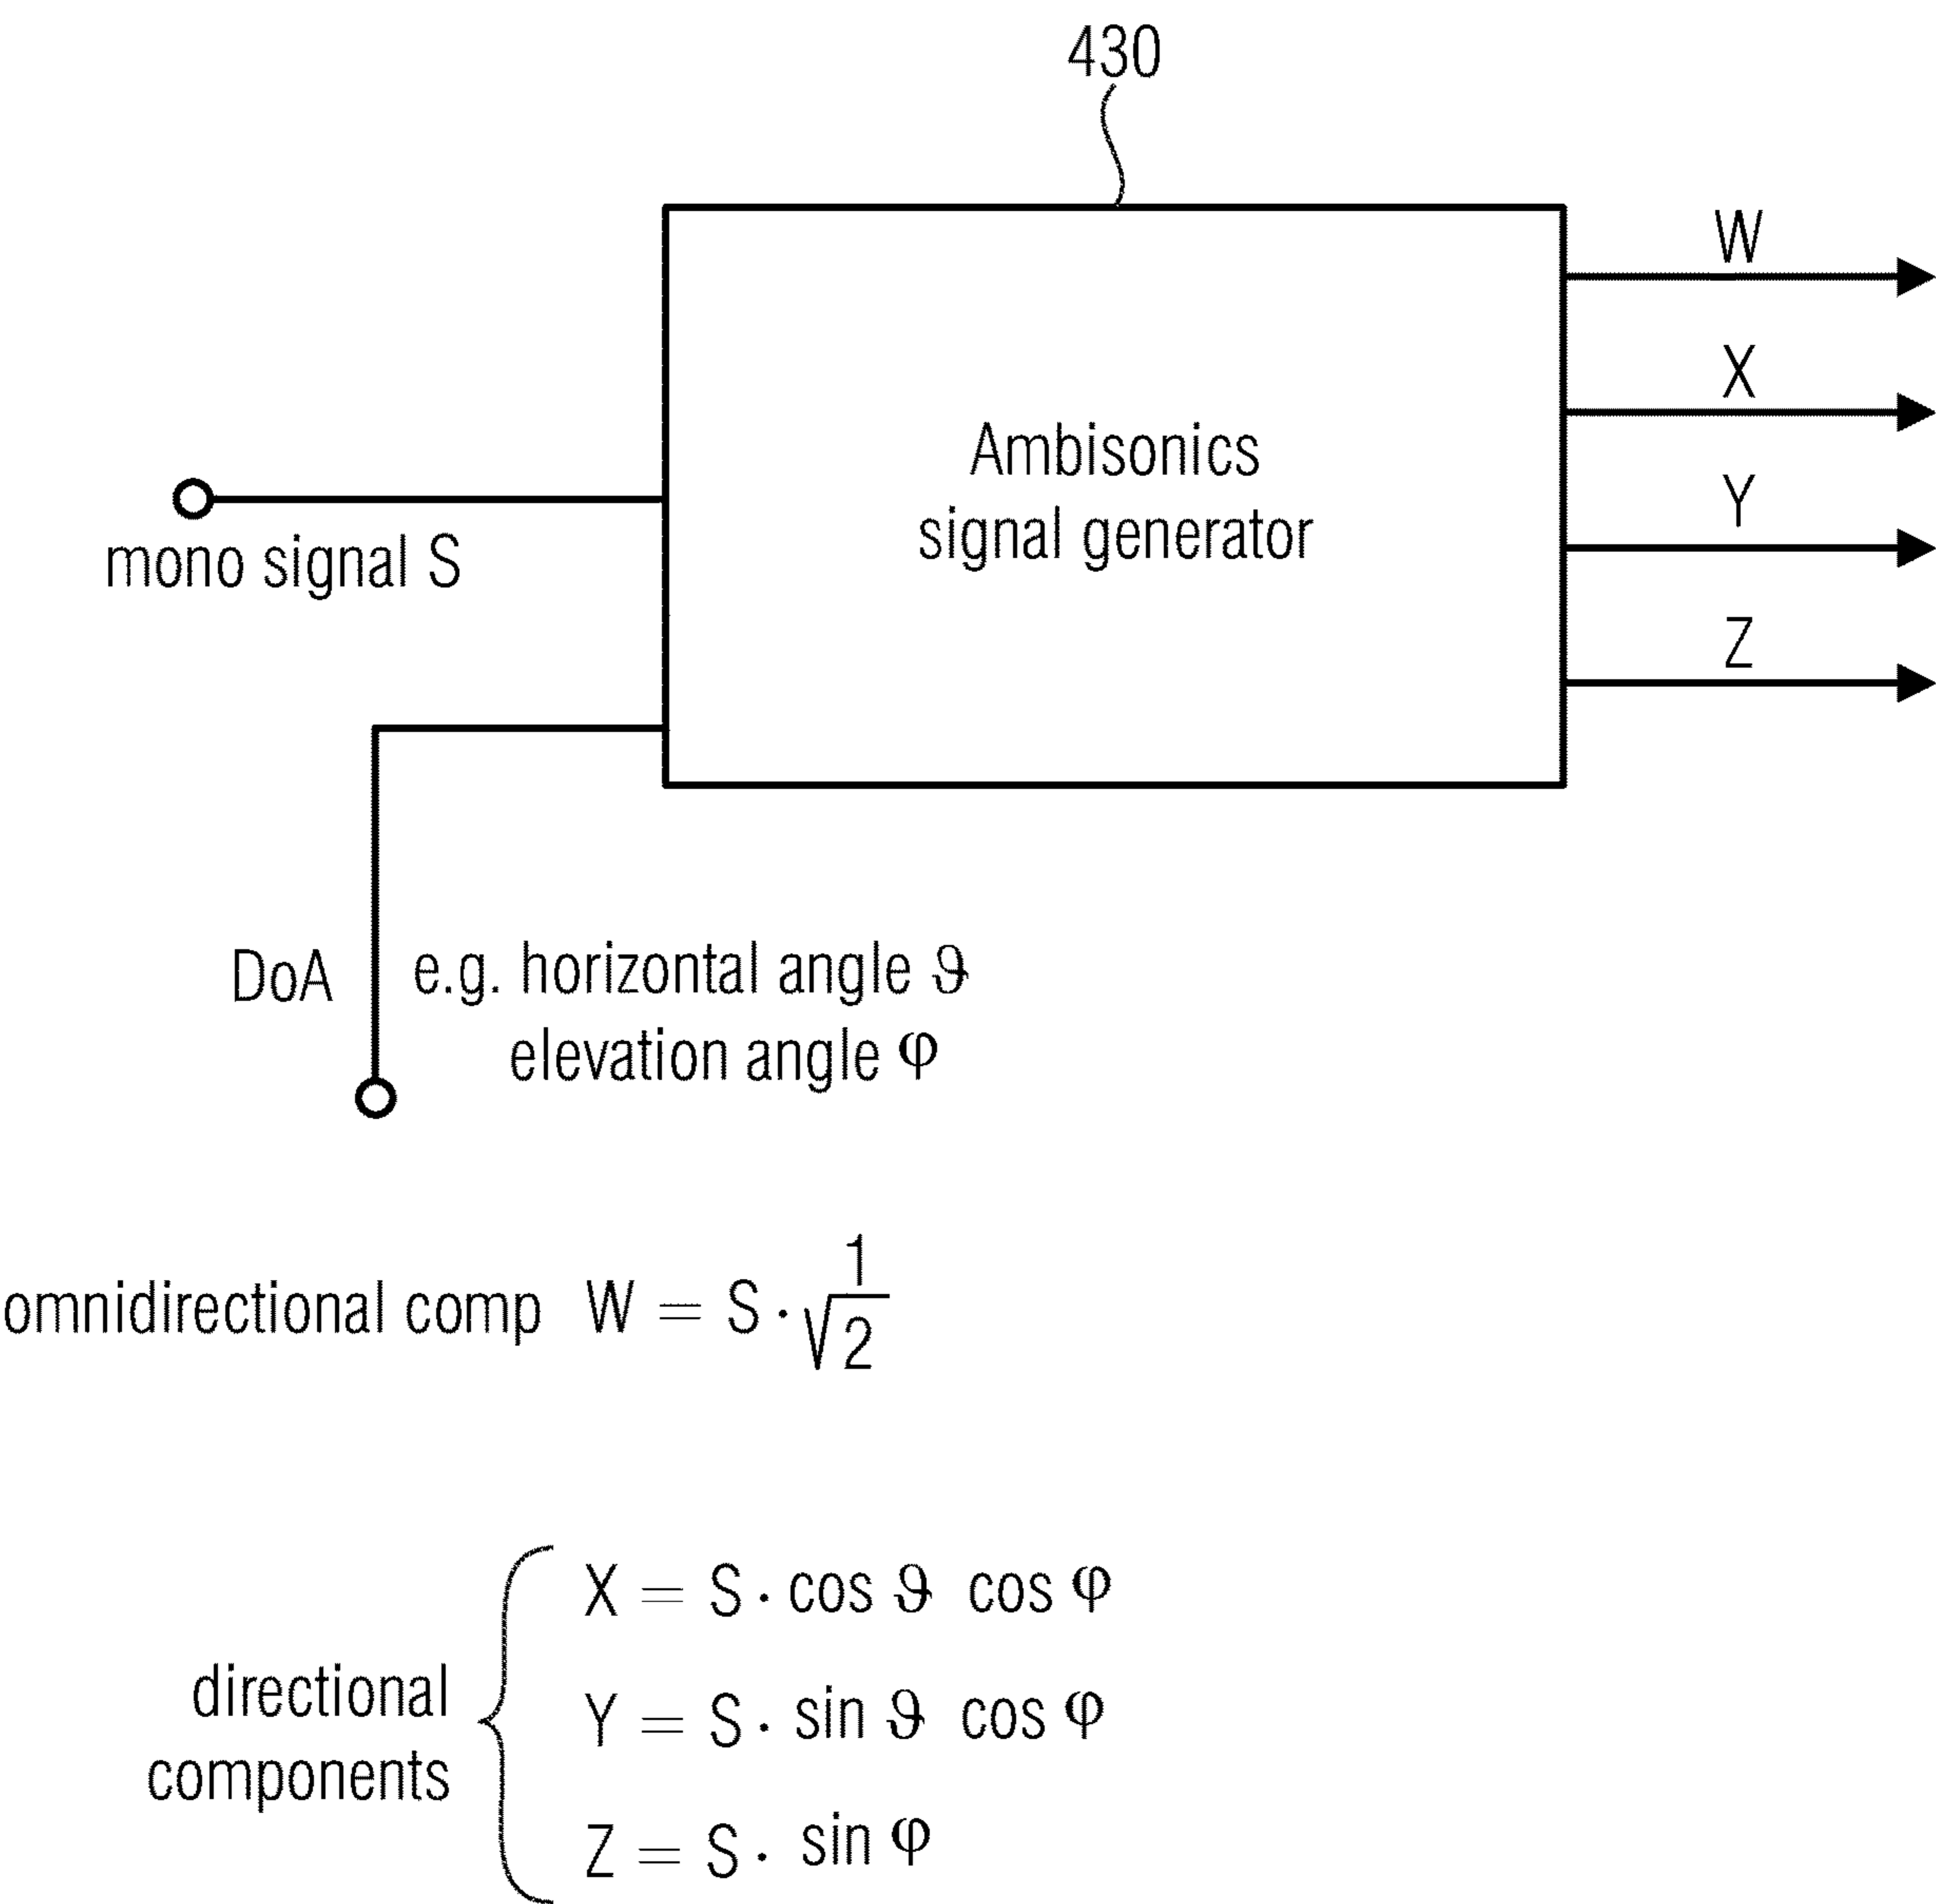 430
W
X
Ambisonics
signal generator
Y
mono signal S
Z
DoA
e.g. horizontal angle ϑ
elevation angle φ
omnidirectional comp W = S · 1/√2
directional
components
X = S · cos ϑ cos φ
Y = S · sin ϑ cos φ
Z = S · sin φ